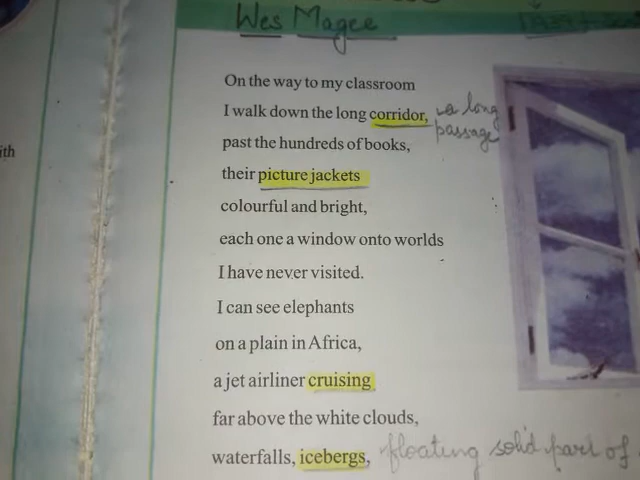 Wes Magee
On the way to my classroom
I walk down the long corridor, a long passage
past the hundreds of books,
their picture jackets
colourful and bright,
each one a window onto worlds
I have never visited.
I can see elephants
on a plain in Africa,
a jet airliner cruising
far above the white clouds,
waterfalls, icebergs, floating solid part of
ith